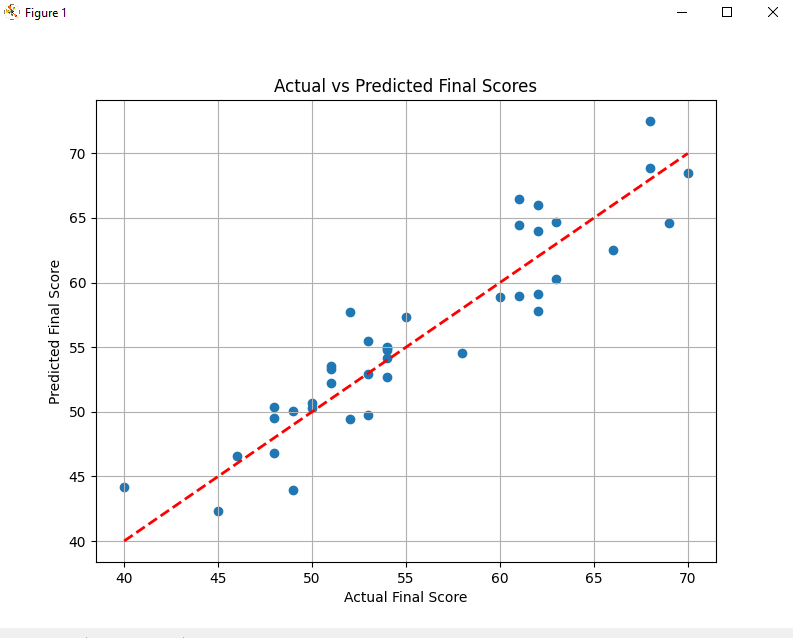 Figure 1
Actual vs Predicted Final Scores
70
65
60
55
50
45
40
Predicted Final Score
40 45 50 55 60 65 70
Actual Final Score